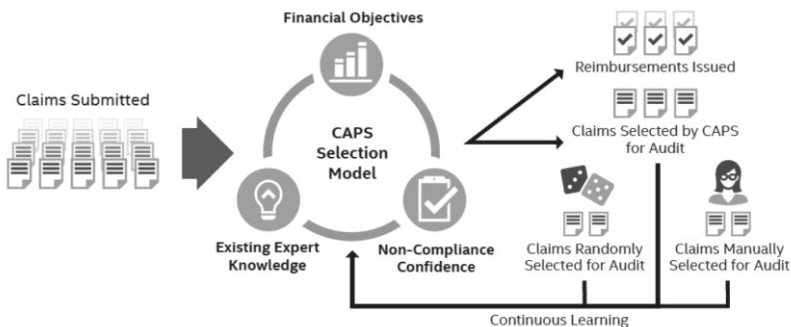 Financial Objectives
Claims Submitted
CAPS
Selection
Model
Existing Expert
Knowledge
Non-Compliance
Confidence
Reimbursements Issued
Claims Selected by CAPS
for Audit
Claims Randomly
Selected for Audit
Claims Manually
Selected for Audit
Continuous Learning